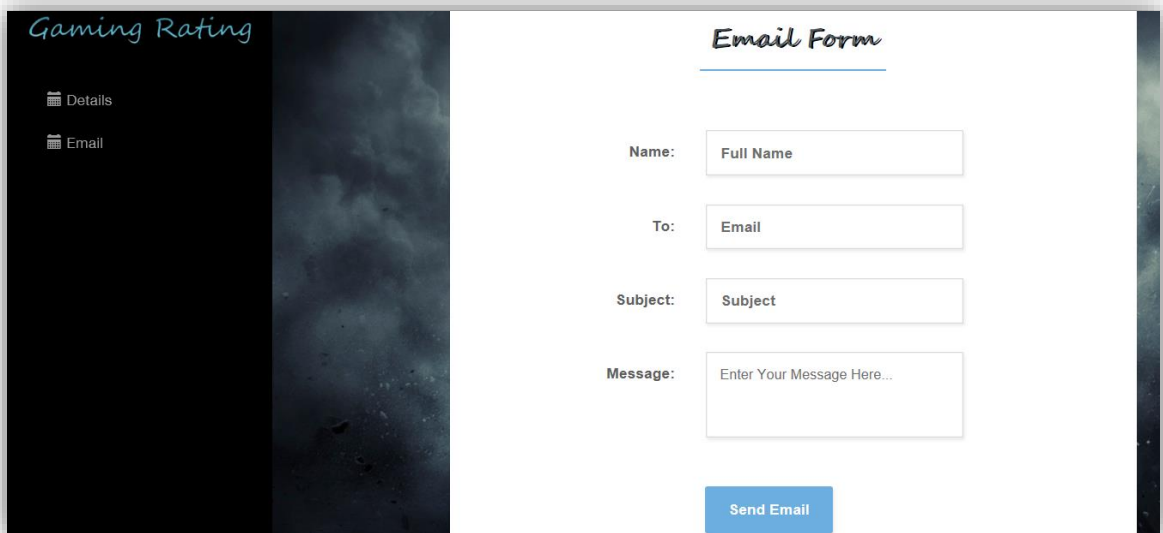 Gaming Rating
Details
Email
Email Form
Name:
Full Name
To:
Email
Subject:
Subject
Message:
Enter Your Message Here...
Send Email